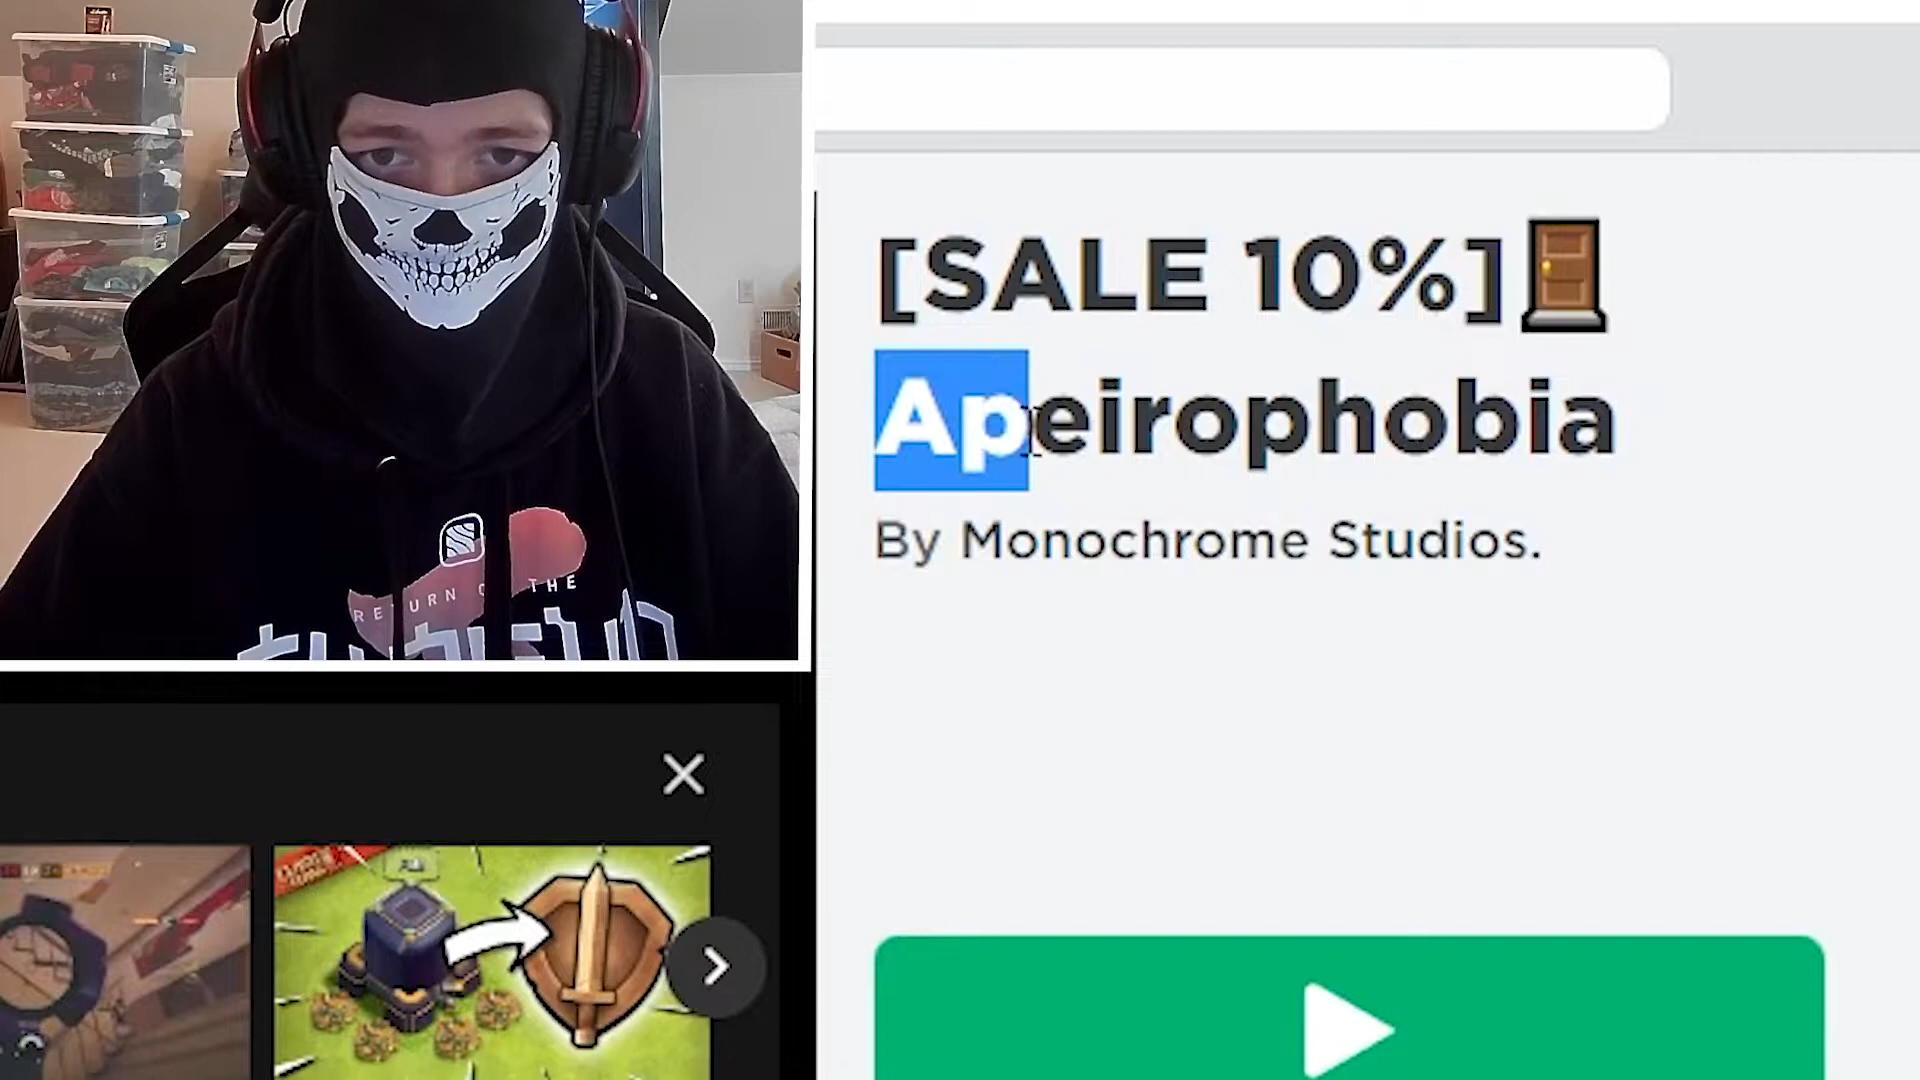 [SALE 10%]
Apeirophobia
By Monochrome Studios.
RETURN OF THE